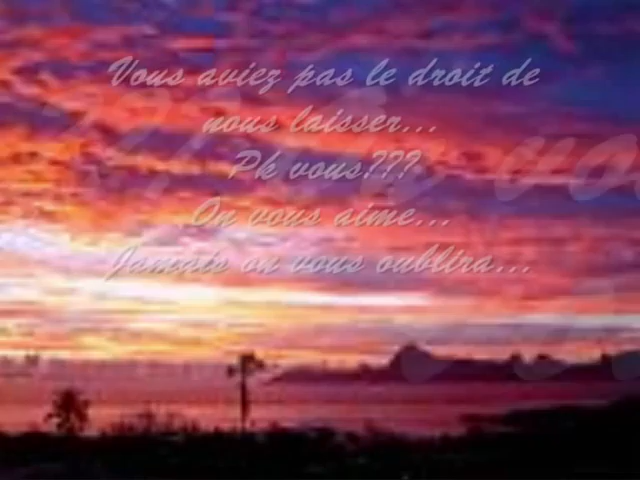 Vous aviez pas le droit de
nous laisser...
Pk vous???
On vous aime...
Jamais on vous oublira...